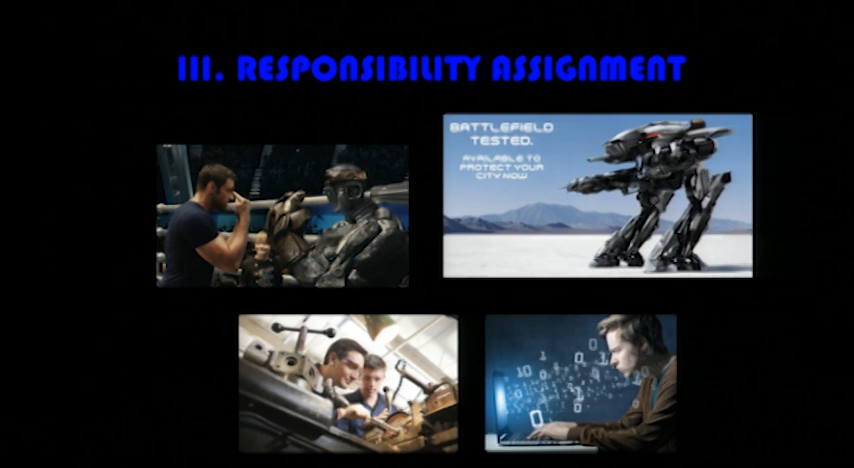 III. RESPONSIBILITY ASSIGNMENT
BATTLEFIELD
TESTED.
AVAILABLE TO
PROTECT YOUR
CITY NOW